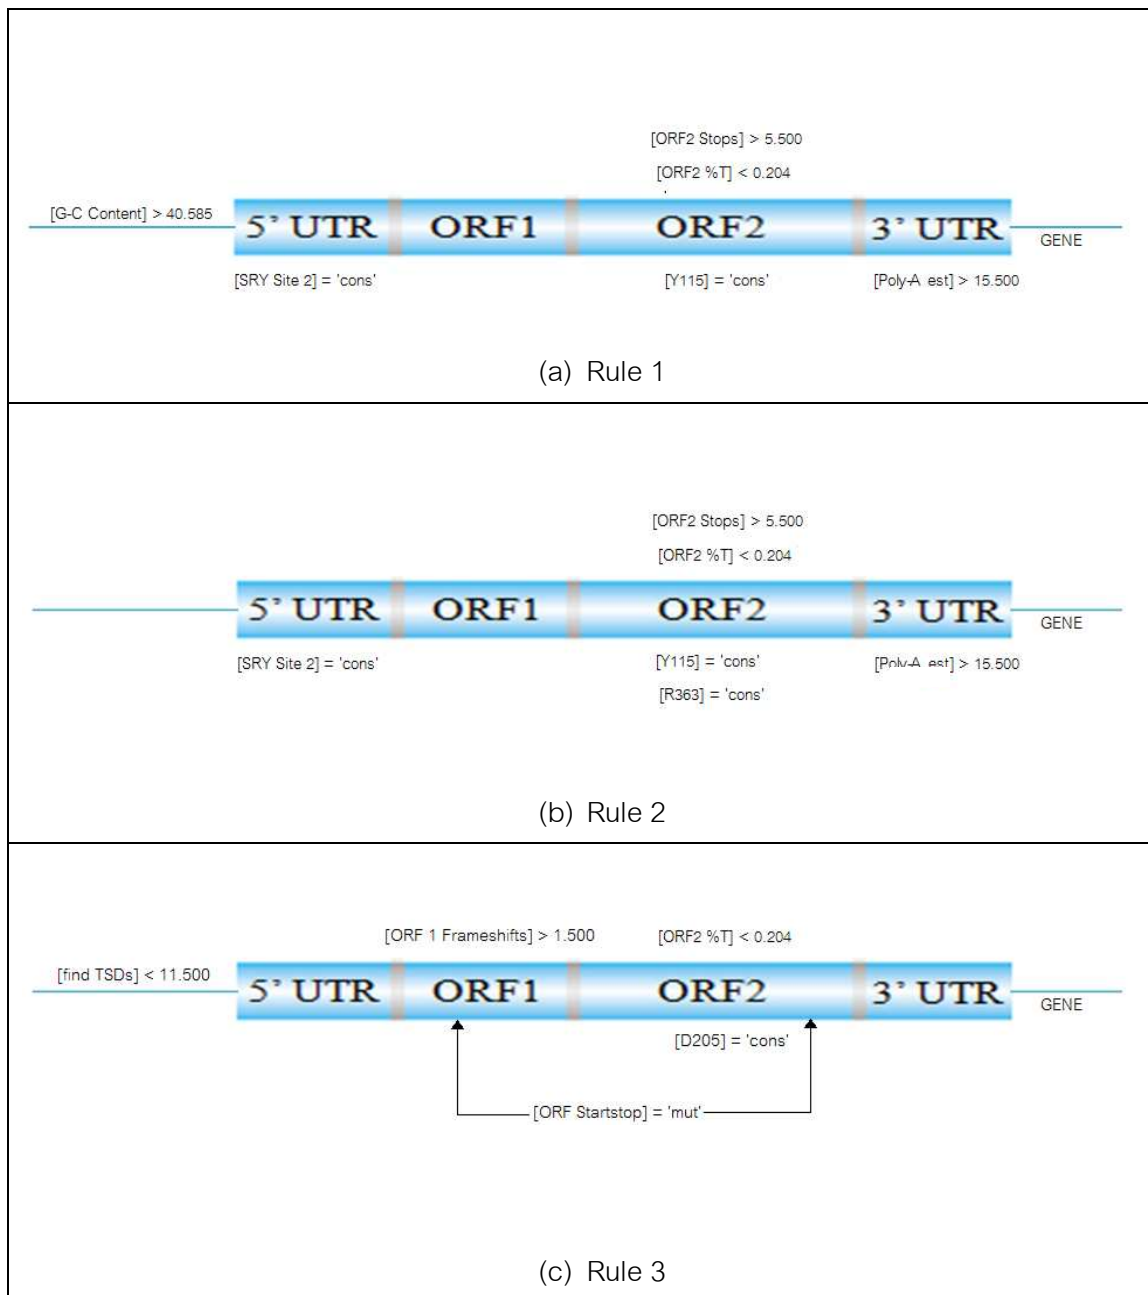 [ORF2 Stops] > 5.500
[ORF2 %T] < 0.204
[G-C Content] > 40.585
5' UTR ORF1 ORF2 3' UTR
GENE
[SRY Site 2] = 'cons' [Y115] = 'cons' [Poly-A est] > 15.500
(a) Rule 1
[ORF2 Stops] > 5.500
[ORF2 %T] < 0.204
5' UTR ORF1 ORF2 3' UTR
GENE
[SRY Site 2] = 'cons' [Y115] = 'cons' [Poly-A est] > 15.500
[R363] = 'cons'
(b) Rule 2
[ORF 1 Frameshifts] > 1.500 [ORF2 %T] < 0.204
[find TSDs] < 11.500
5' UTR ORF1 ORF2 3' UTR
GENE
[D205] = 'cons'
[ORF Startstop] = 'mut'
(c) Rule 3